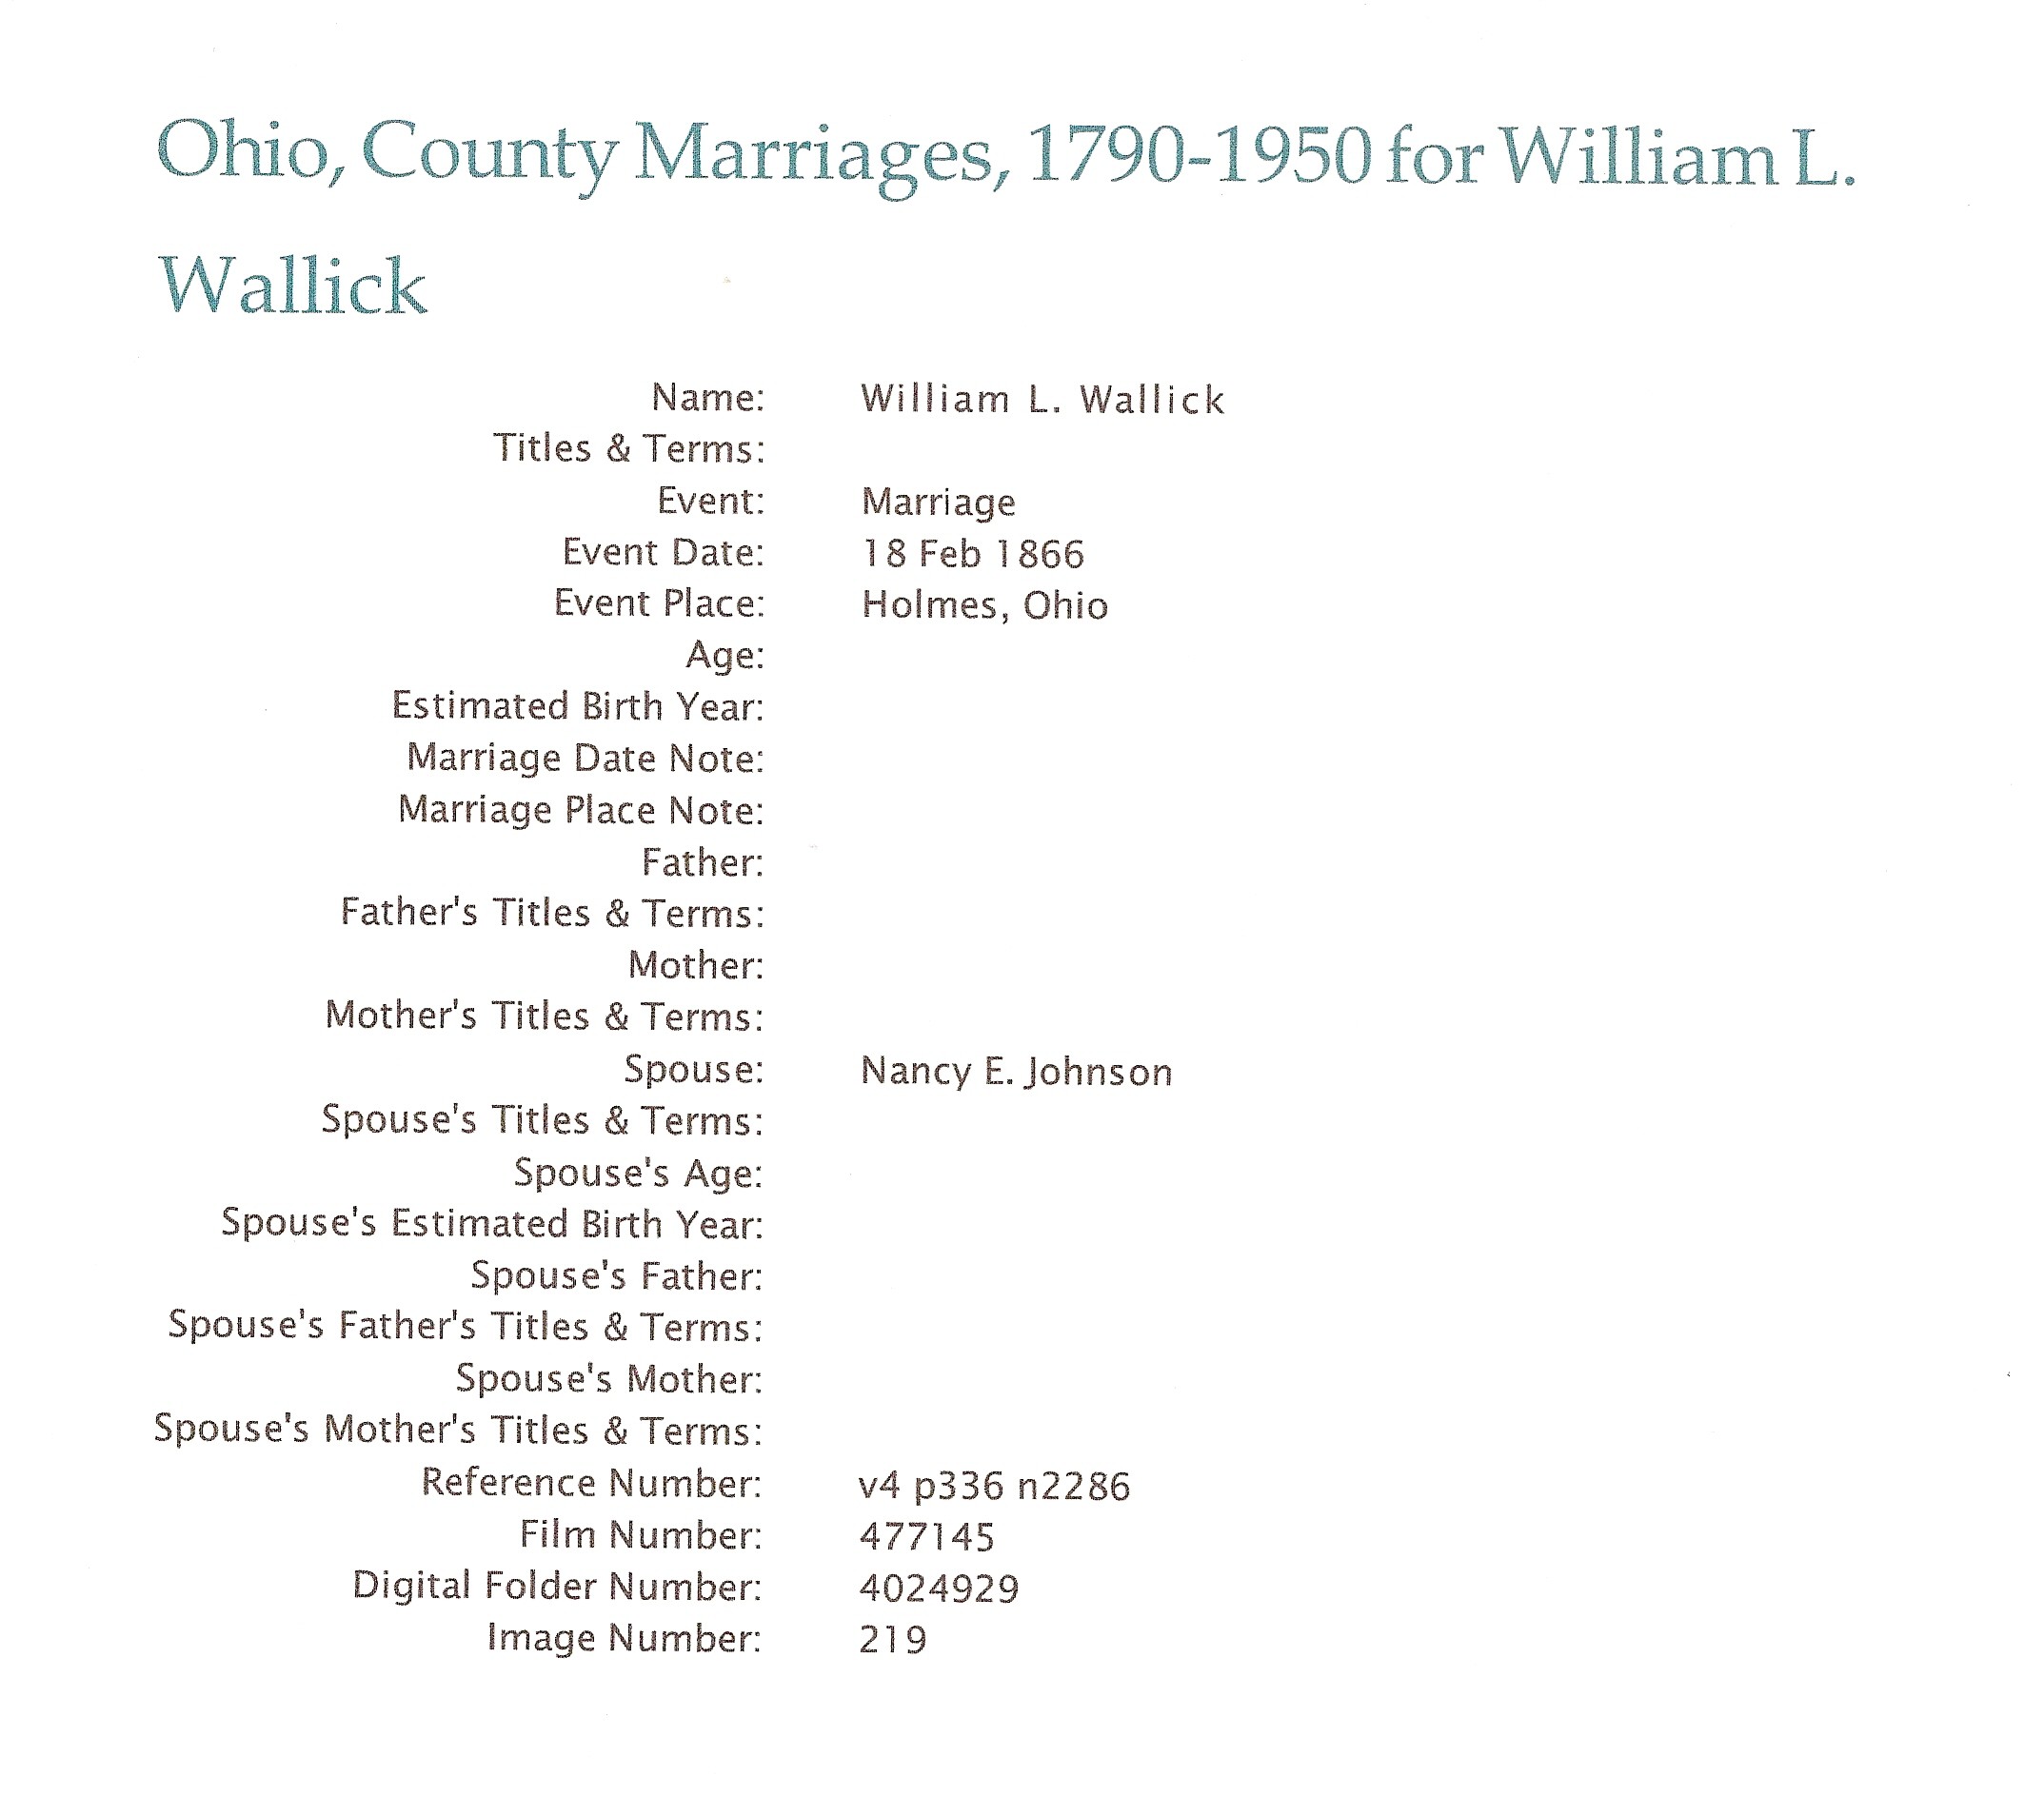 Ohio, County Marriages, 1790-1950 for William L.
Wallick
Name: William L. Wallick
Titles & Terms:
Event: Marriage
Event Date: 18 Feb 1866
Event Place: Holmes, Ohio
Age:
Estimated Birth Year:
Marriage Date Note:
Marriage Place Note:
Father:
Father's Titles & Terms:
Mother:
Mother's Titles & Terms:
Spouse: Nancy E. Johnson
Spouse's Titles & Terms:
Spouse's Age:
Spouse's Estimated Birth Year:
Spouse's Father:
Spouse's Father's Titles & Terms:
Spouse's Mother:
Spouse's Mother's Titles & Terms:
Reference Number: v4 p336 n2286
Film Number: 477145
Digital Folder Number: 4024929
Image Number: 219